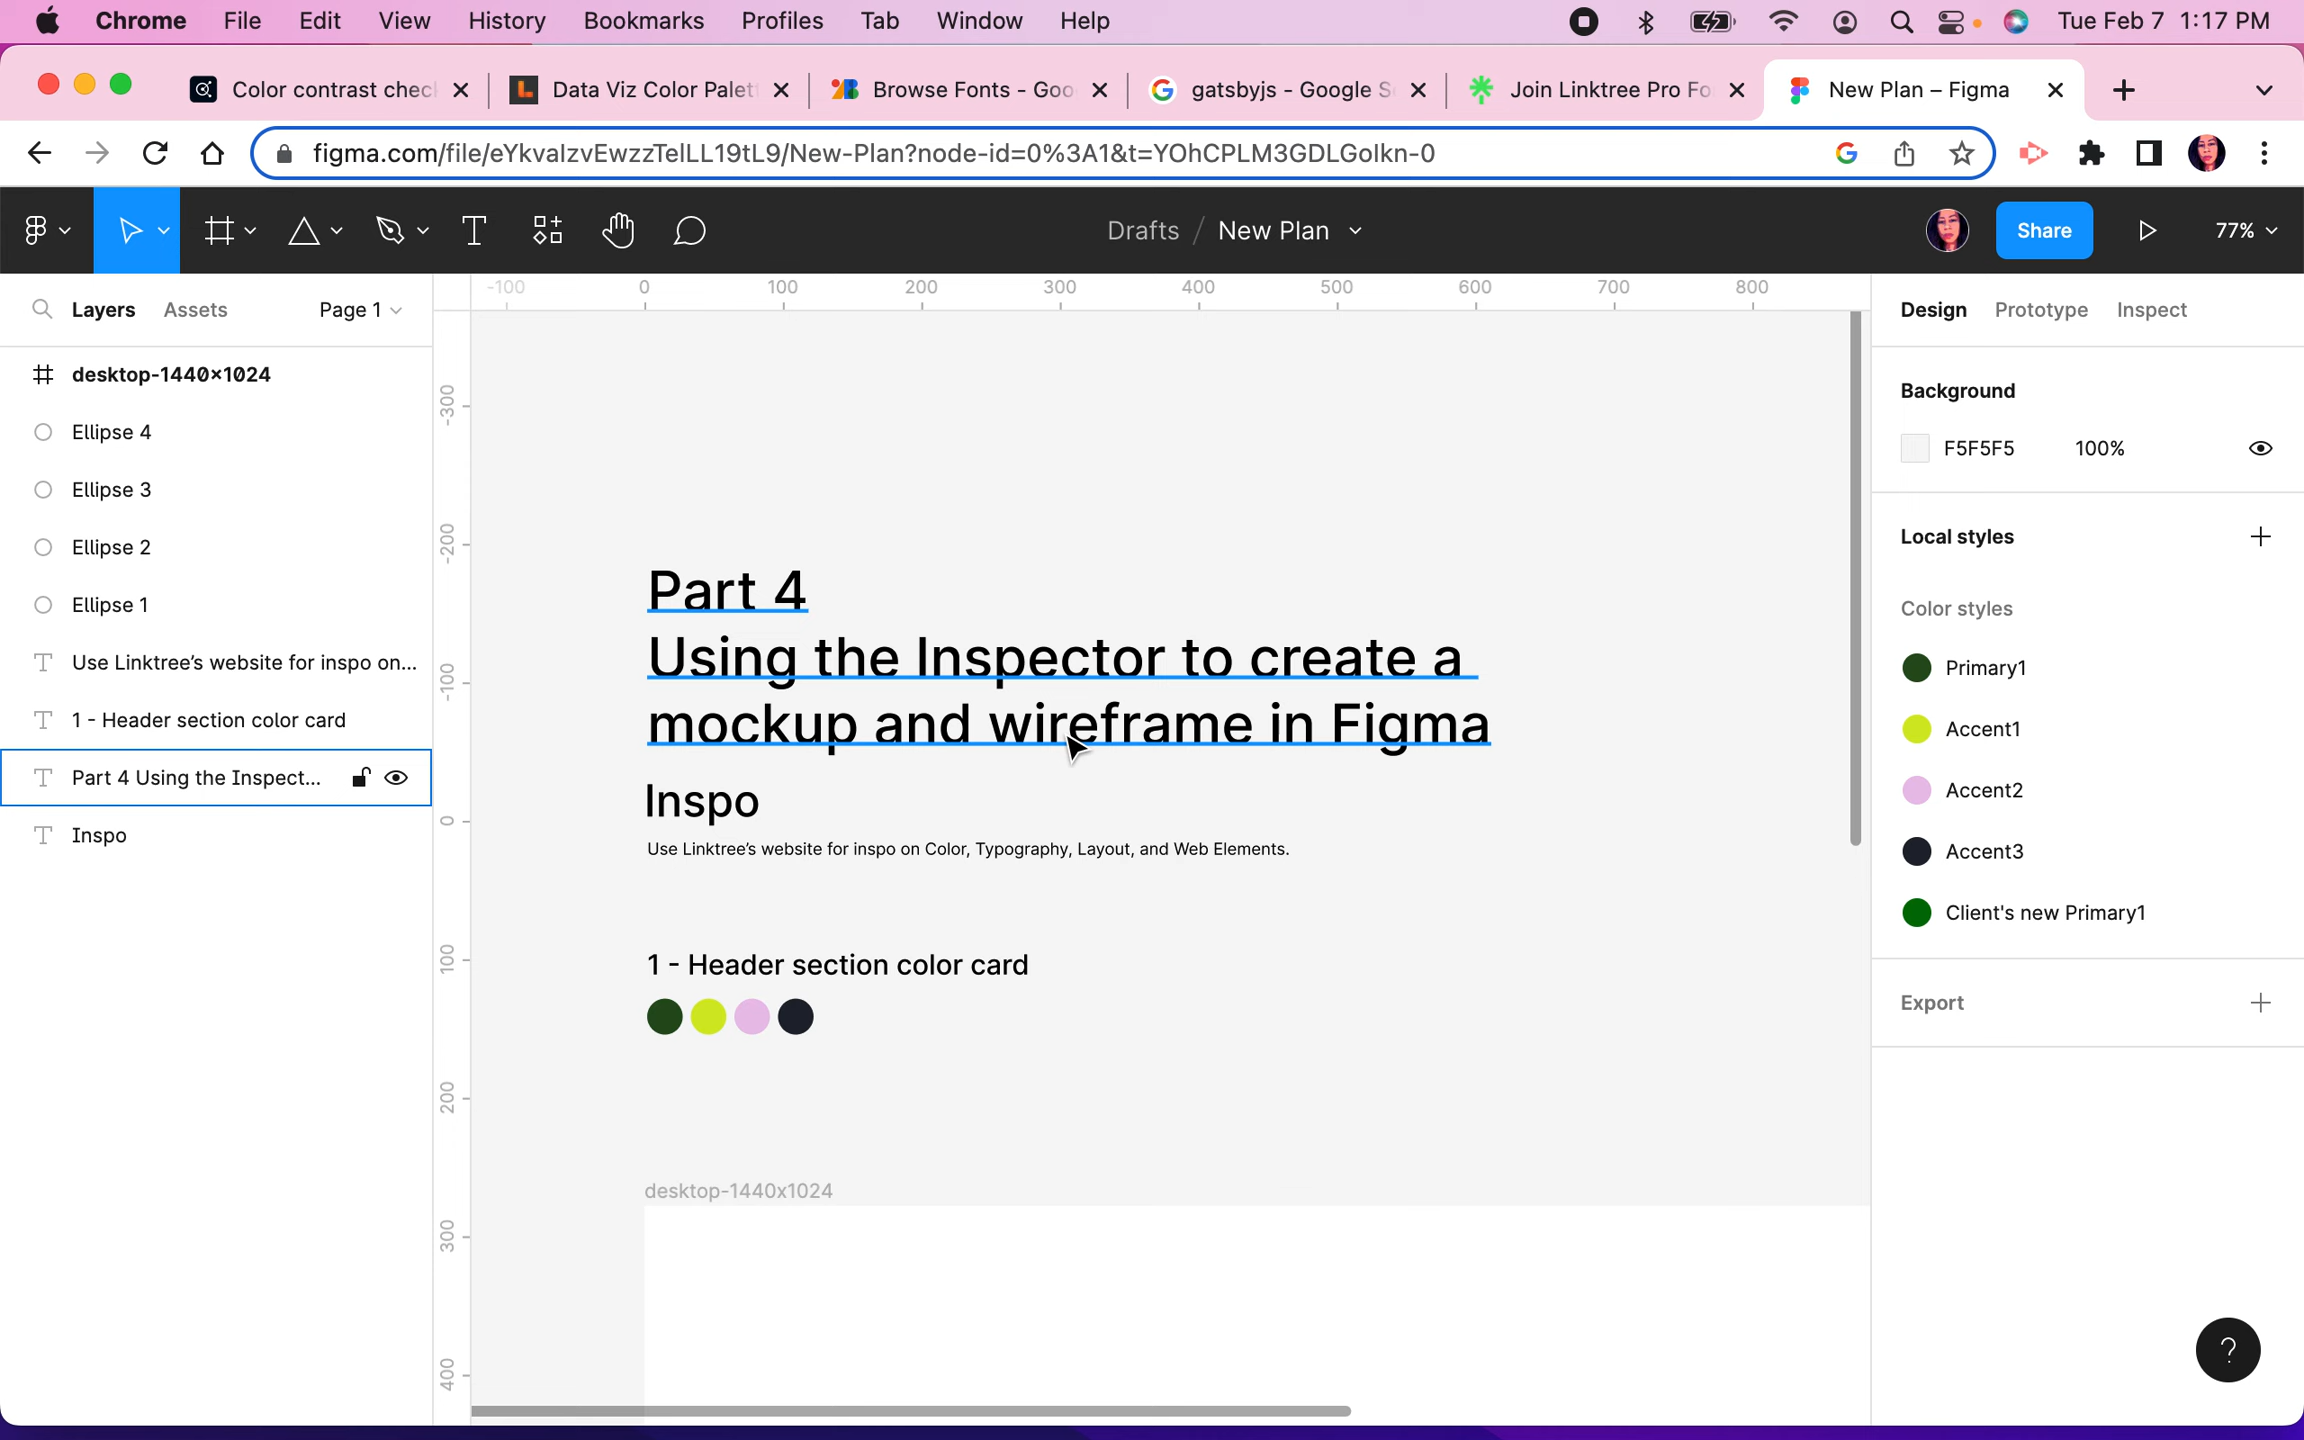 Chrome File Edit View History Bookmarks Profiles Tab Window Help Tue Feb 7 1:17 PM
Color contrast chec Data Viz Color Palet Browse Fonts - Goo gatsbyjs - Google S Join Linktree Pro Fo New Plan – Figma
figma.com/file/eYkvaIzvEwzzTelLL19tL9/New-Plan?node-id=0%3A1&t=YOhCPLM3GDLGoIkn-0
Drafts / New Plan Share 77%
Layers Assets Page 1
desktop-1440x1024
Ellipse 4
Ellipse 3
Ellipse 2
Ellipse 1
Use Linktree’s website for inspo on...
1 - Header section color card
Part 4 Using the Inspect...
Inspo
-100 0 100 200 300 400 500 600 700 800
-300
-200
-100
0
100
200
300
400
Part 4
Using the Inspector to create a
mockup and wireframe in Figma
Inspo
Use Linktree’s website for inspo on Color, Typography, Layout, and Web Elements.
1 - Header section color card
desktop-1440x1024
Design Prototype Inspect
Background
F5F5F5 100%
Local styles
Color styles
Primary1
Accent1
Accent2
Accent3
Client's new Primary1
Export
?